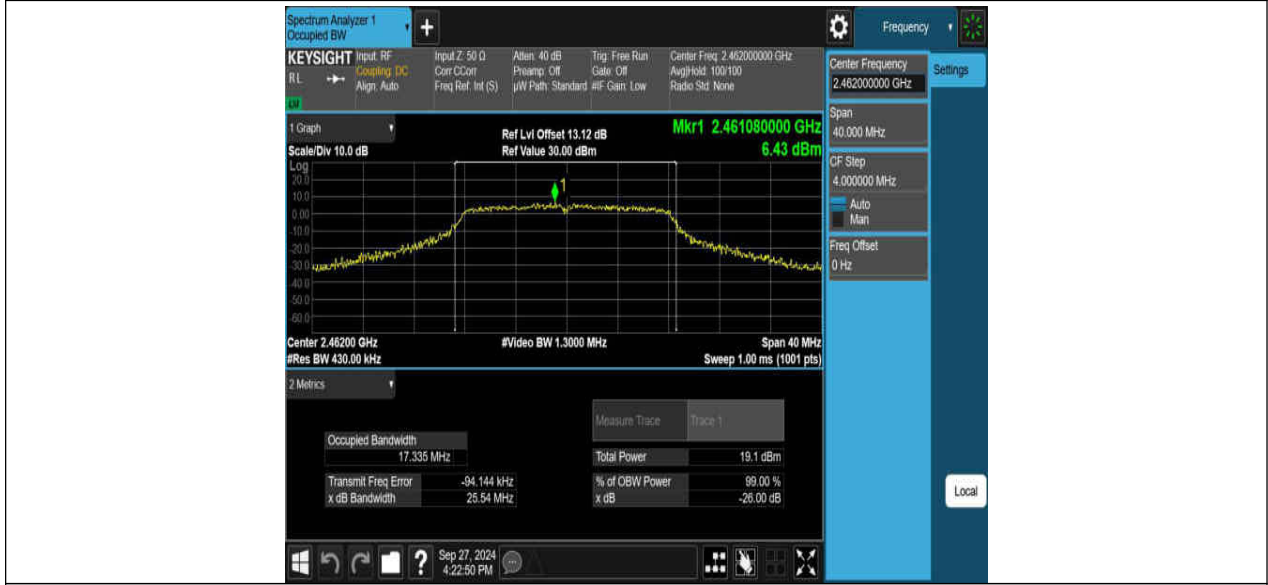 Spectrum Analyzer 1
Occupied BW
+
Frequency
KEYSIGHT
RL
LM
Input: RF
Coupling: DC
Align: Auto
Input Z: 50 Ω
Corr CCorr
Freq Ref: Int (S)
Atten: 40 dB
Preamp: Off
µW Path: Standard
Trig: Free Run
Gate: Off
#IF Gain: Low
Center Freq: 2.462000000 GHz
Avg|Hold: 100/100
Radio Std: None
Center Frequency
2.462000000 GHz
Settings
Span
40.000 MHz
CF Step
4.000000 MHz
Auto
Man
Freq Offset
0 Hz
1 Graph
Scale/Div 10.0 dB
Ref Lvl Offset 13.12 dB
Ref Value 30.00 dBm
Mkr1 2.461080000 GHz
6.43 dBm
Log
20.0
10.0
0.00
-10.0
-20.0
-30.0
-40.0
-50.0
-60.0
1
Center 2.46200 GHz
#Res BW 430.00 kHz
#Video BW 1.3000 MHz
Span 40 MHz
Sweep 1.00 ms (1001 pts)
2 Metrics
Measure Trace Trace 1
Occupied Bandwidth
17.335 MHz
Total Power 19.1 dBm
Transmit Freq Error -94.144 kHz
% of OBW Power 99.00 %
x dB Bandwidth 25.54 MHz
x dB -26.00 dB
Local
?
Sep 27, 2024
4:22:50 PM